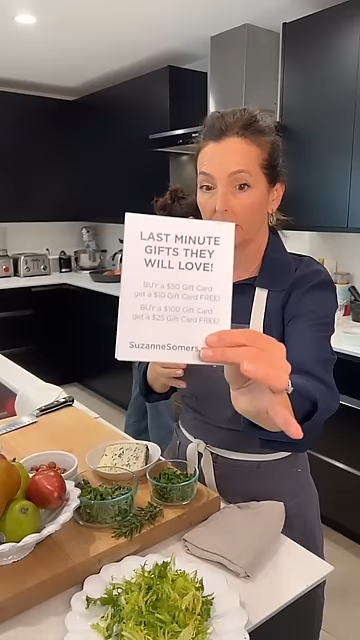 LAST MINUTE
GIFTS THEY
WILL LOVE!
BUY a $50 Gift Card
get a $10 Gift Card FREE!
BUY a $100 Gift Card
get a $25 Gift Card FREE!
SuzanneSomers